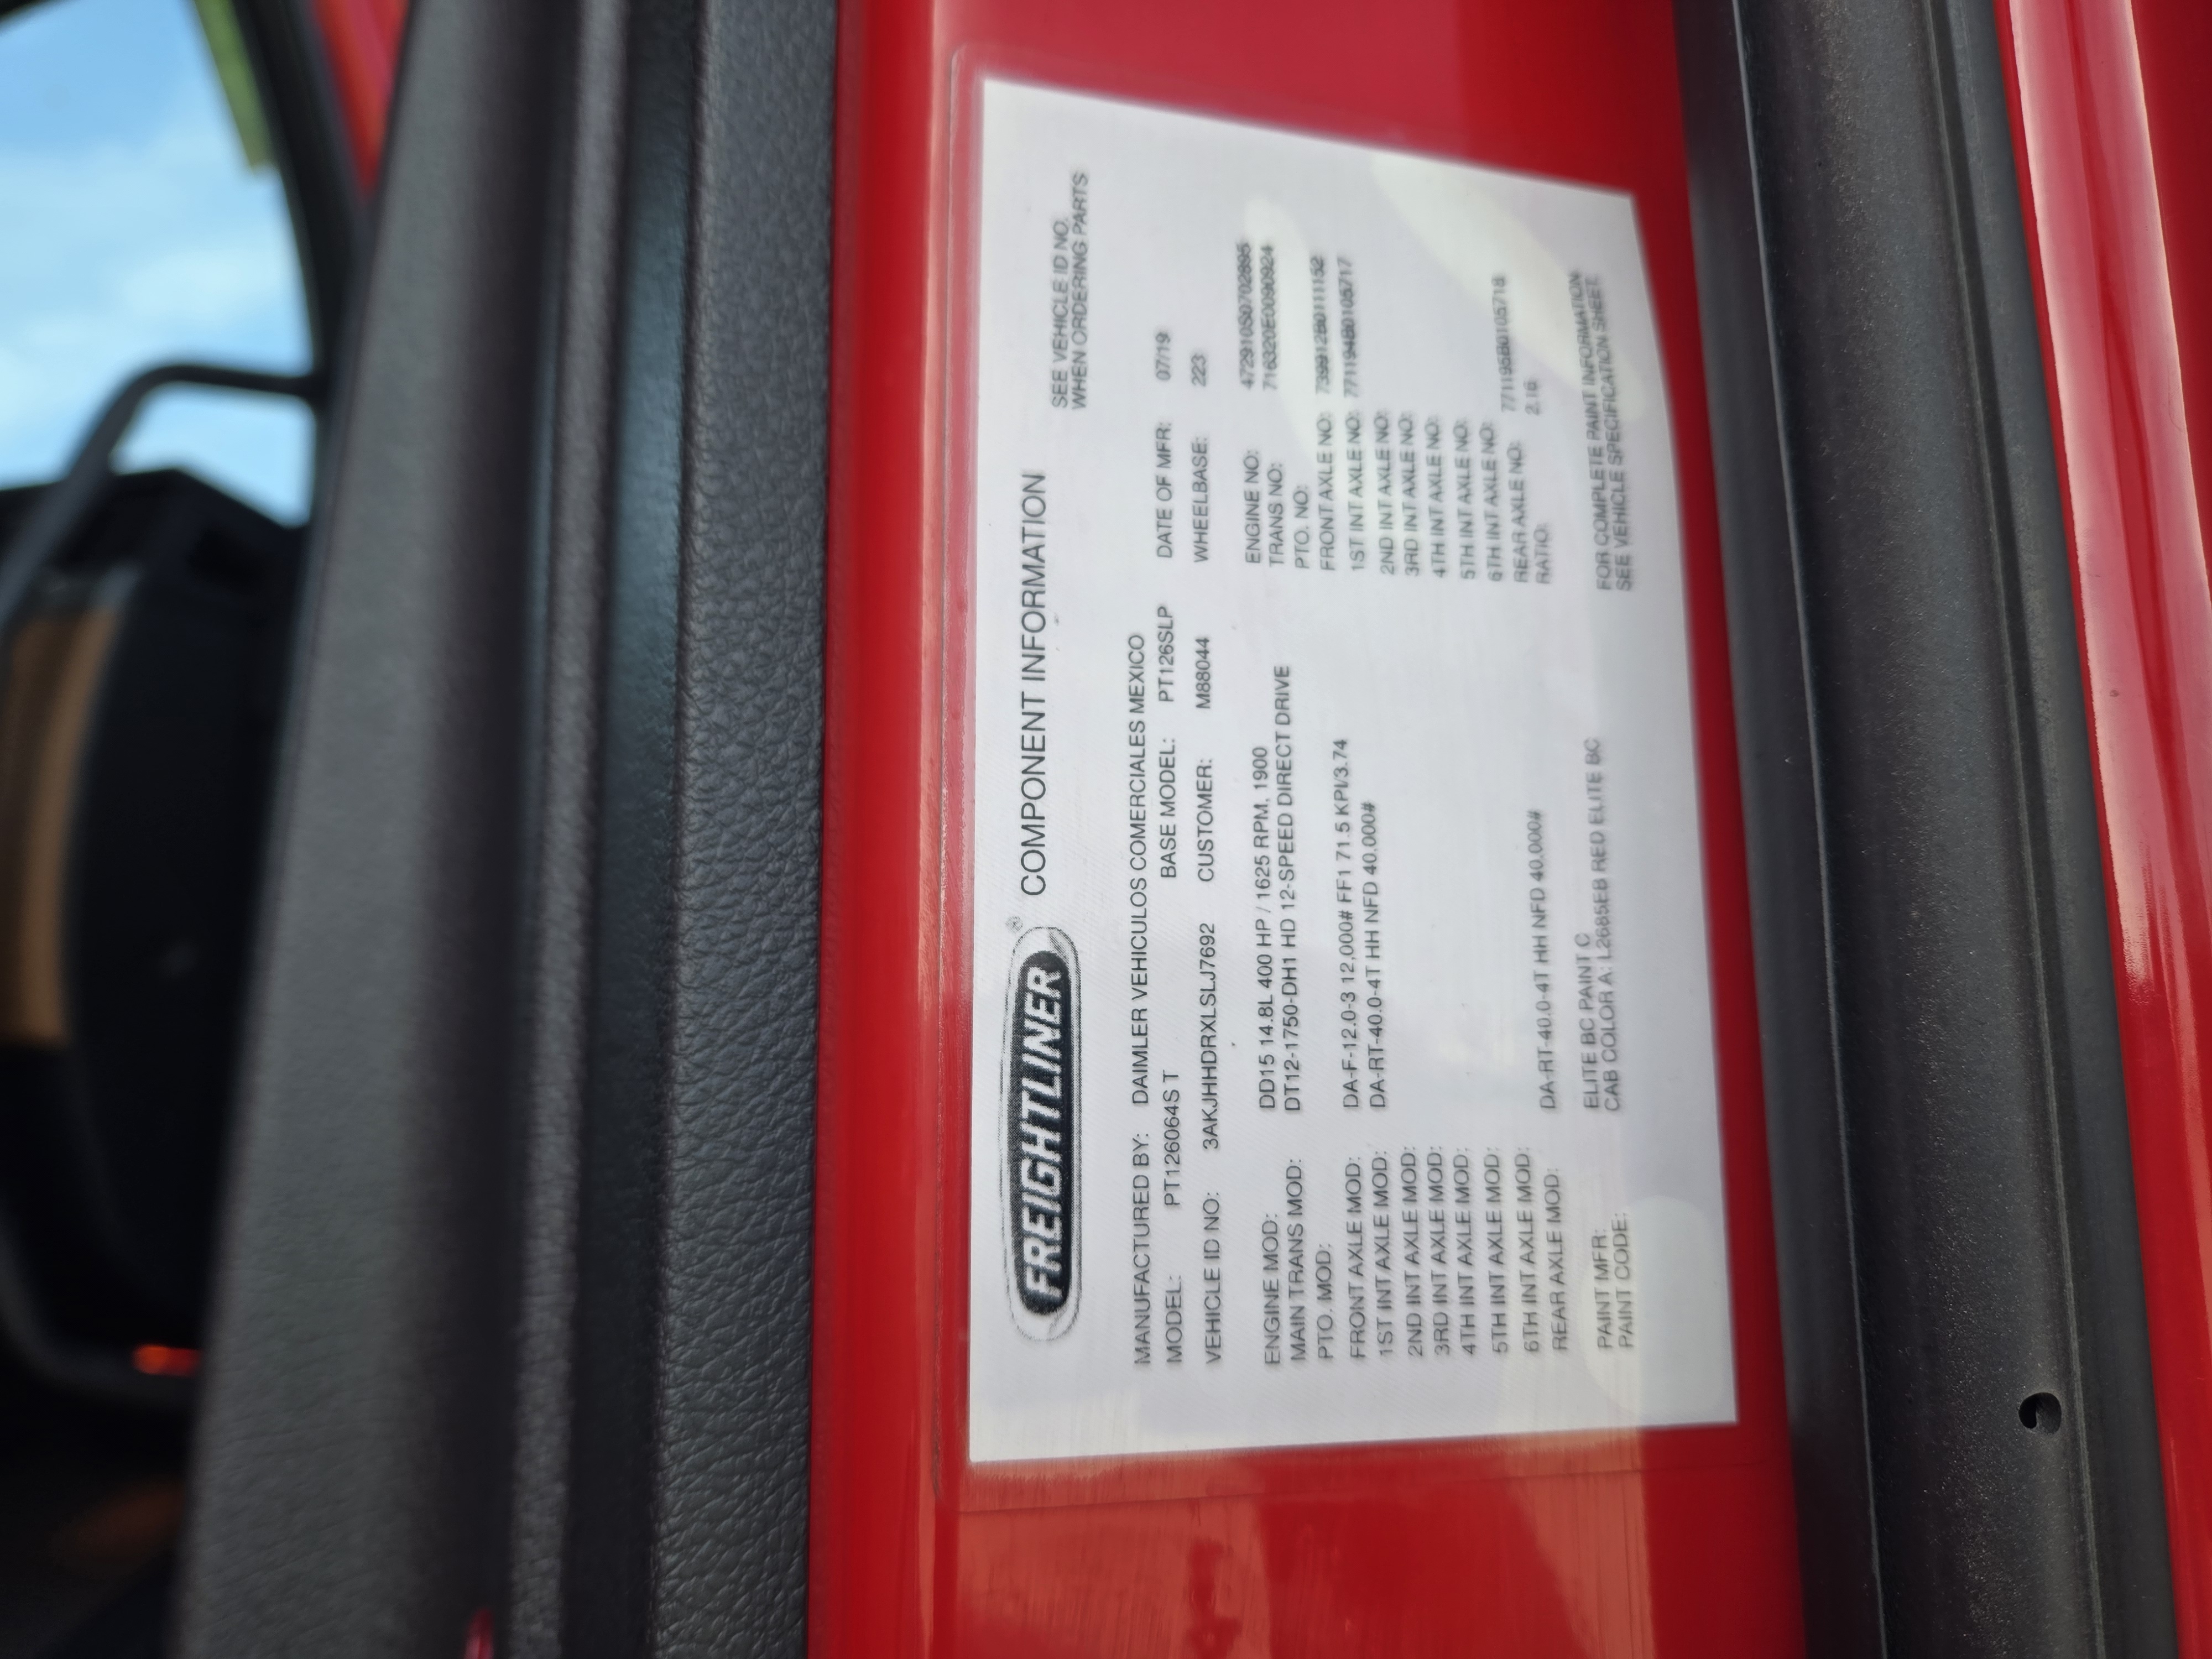 FREIGHTLINER® COMPONENT INFORMATION
SEE VEHICLE ID NO.
WHEN ORDERING PARTS
MANUFACTURED BY: DAIMLER VEHICULOS COMERCIALES MEXICO
MODEL: PT126064S T BASE MODEL: PT126SLP DATE OF MFR: 07/19
VEHICLE ID NO: 3AKJHHDRXLSLJ7692 CUSTOMER: M88044 WHEELBASE: 223
ENGINE MOD: DD15 14.8L 400 HP / 1625 RPM, 1900 ENGINE NO: 472910S0702895
MAIN TRANS MOD: DT12-1750-DH1 HD 12-SPEED DIRECT DRIVE TRANS NO: 716320E0090924
PTO. MOD: PTO. NO:
FRONT AXLE MOD: DA-F-12.0-3 12,000# FF1 71.5 KPI/3.74 FRONT AXLE NO: 739912B0111152
1ST INT AXLE MOD: DA-RT-40.0-4T HH NFD 40,000# 1ST INT AXLE NO: 771194B0105717
2ND INT AXLE MOD: 2ND INT AXLE NO:
3RD INT AXLE MOD: 3RD INT AXLE NO:
4TH INT AXLE MOD: 4TH INT AXLE NO:
5TH INT AXLE MOD: 5TH INT AXLE NO:
6TH INT AXLE MOD: 6TH INT AXLE NO:
REAR AXLE MOD: DA-RT-40.0-4T HH NFD 40,000# REAR AXLE NO: 771195B0105718
RATIO: 2.16
PAINT MFR: ELITE BC PAINT C FOR COMPLETE PAINT INFORMATION
PAINT CODE: CAB COLOR A: L2665EB RED ELITE BC SEE VEHICLE SPECIFICATION SHEET